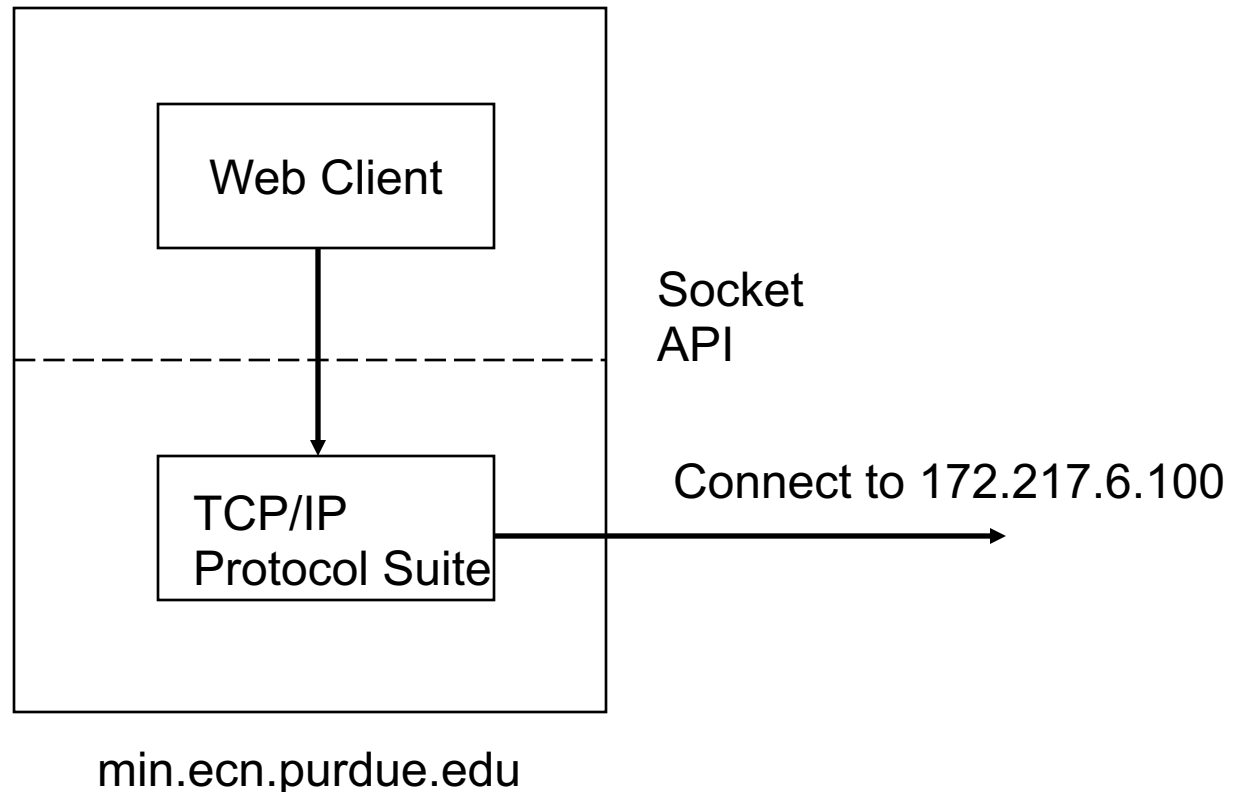 Web Client
Socket
API
TCP/IP
Protocol Suite
Connect to 172.217.6.100
min.ecn.purdue.edu